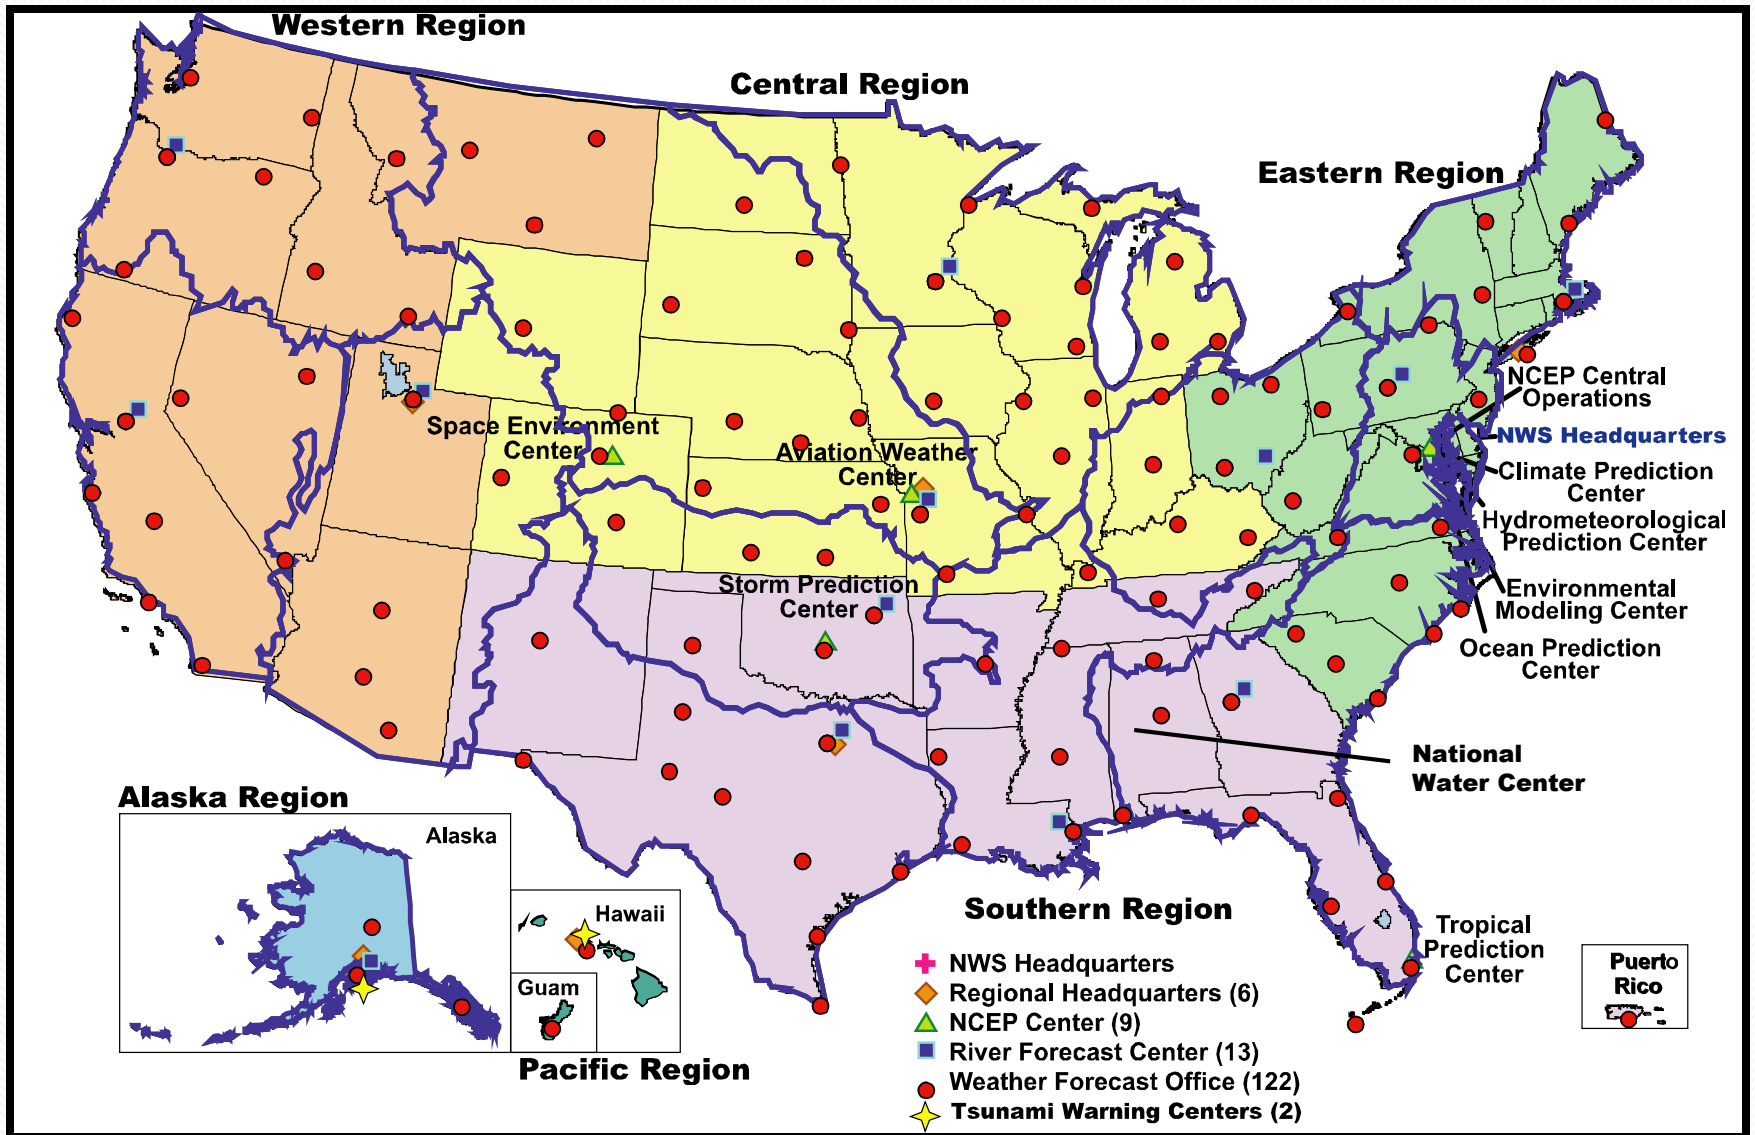 Western Region
Central Region
Eastern Region
NCEP Central
Operations
NWS Headquarters
Climate Prediction
Center
Hydrometeorological
Prediction Center
Environmental
Modeling Center
Ocean Prediction
Center
Space Environment
Center
Aviation Weather
Center
Storm Prediction
Center
National
Water Center
Alaska Region
Alaska
Hawaii
Guam
Pacific Region
Southern Region
Tropical
Prediction
Center
Puerto
Rico
NWS Headquarters
Regional Headquarters (6)
NCEP Center (9)
River Forecast Center (13)
Weather Forecast Office (122)
Tsunami Warning Centers (2)